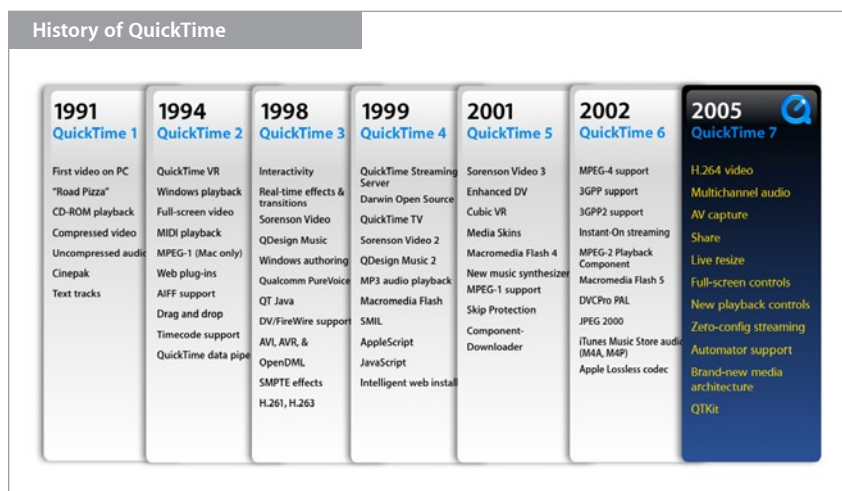 History of QuickTime
1991
QuickTime 1
First video on PC
"Road Pizza"
CD-ROM playback
Compressed video
Uncompressed audio
Cinepak
Text tracks
1994
QuickTime 2
QuickTime VR
Windows playback
Full-screen video
MIDI playback
MPEG-1 (Mac only)
Web plug-ins
AIFF support
Drag and drop
Timecode support
QuickTime data pipe
1998
QuickTime 3
Interactivity
Real-time effects &
transitions
Sorenson Video
QDesign Music
Windows authoring
Qualcomm PureVoice
QT Java
DV/FireWire support
AVI, AVR, &
OpenDML
SMPTE effects
H.261, H.263
1999
QuickTime 4
QuickTime Streaming
Server
Darwin Open Source
QuickTime TV
Sorenson Video 2
QDesign Music 2
MP3 audio playback
Macromedia Flash
SMIL
AppleScript
JavaScript
Intelligent web install
2001
QuickTime 5
Sorenson Video 3
Enhanced DV
Cubic VR
Media Skins
Macromedia Flash 4
New music synthesizer
MPEG-1 support
Skip Protection
Component-
Downloader
2002
QuickTime 6
MPEG-4 support
3GPP support
3GPP2 support
Instant-On streaming
MPEG-2 Playback
Component
Macromedia Flash 5
DVCPro PAL
JPEG 2000
iTunes Music Store audio
(M4A, M4P)
Apple Lossless codec
2005
QuickTime 7
H.264 video
Multichannel audio
AV capture
Share
Live resize
Full-screen controls
New playback controls
Zero-config streaming
Automator support
Brand-new media
architecture
QTKit